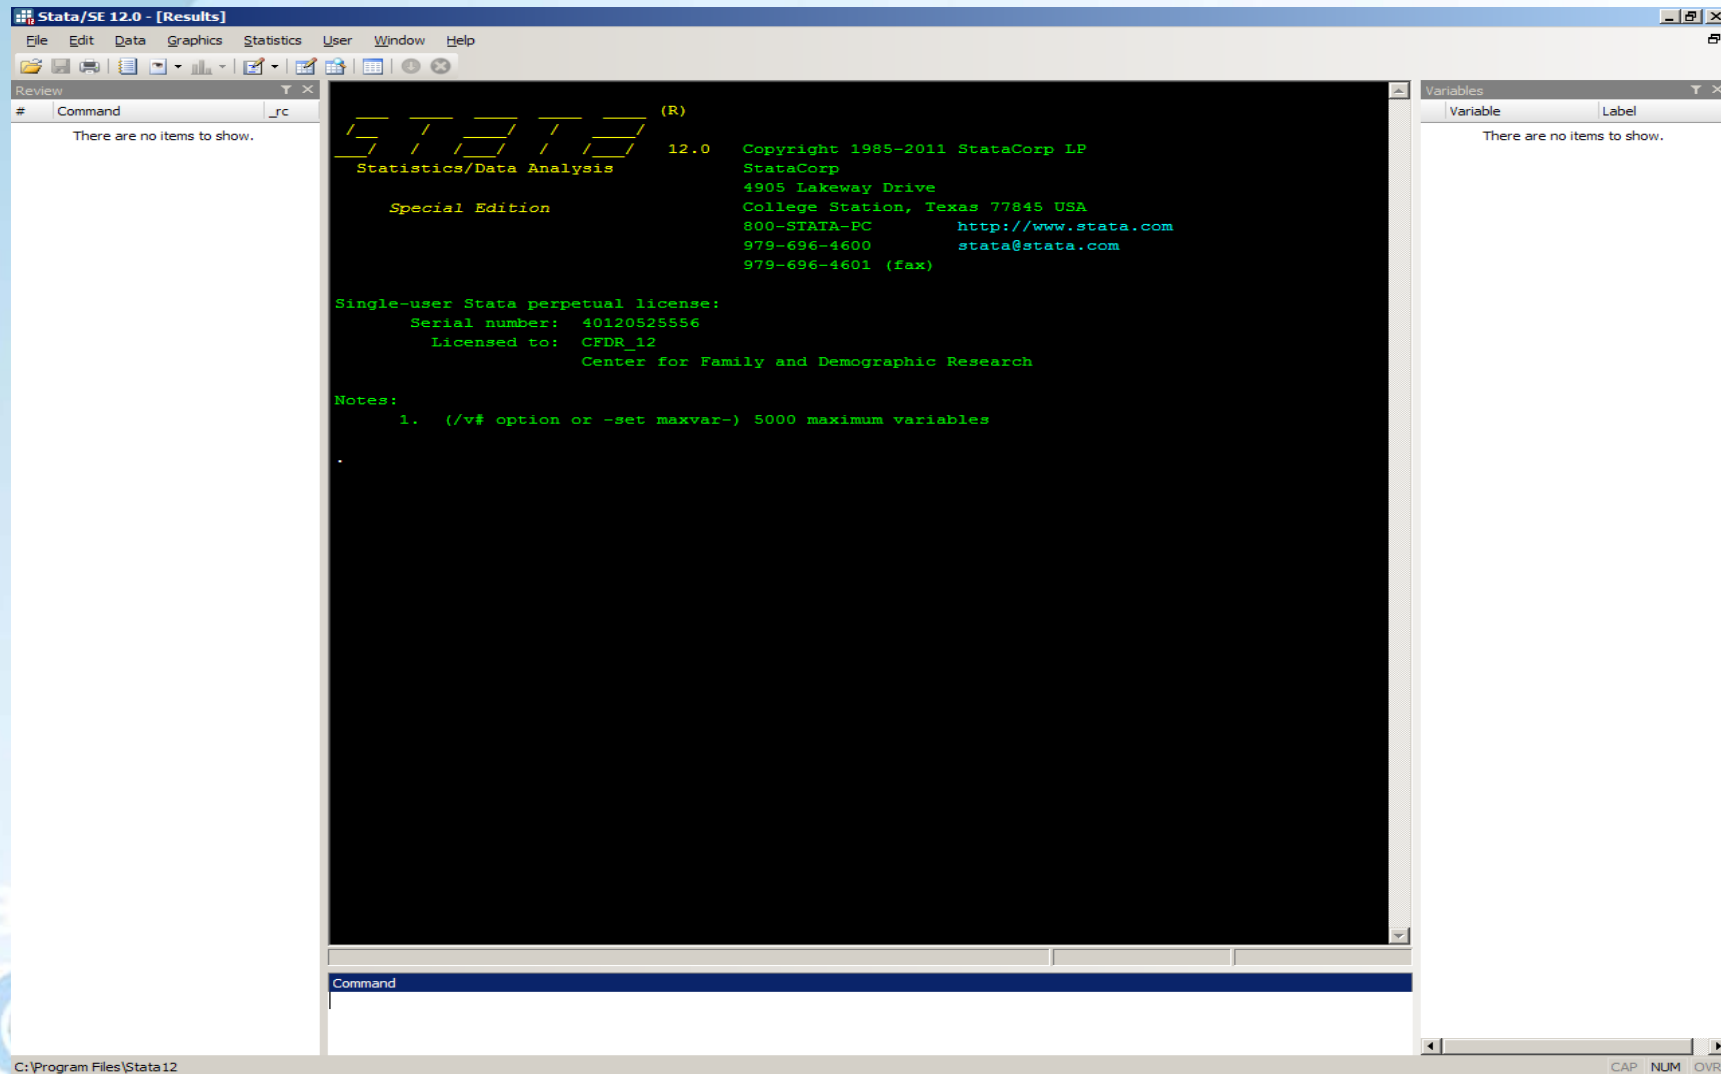 Stata/SE 12.0 - [Results]
File Edit Data Graphics Statistics User Window Help
Review
# Command _rc
There are no items to show.
(R)
12.0 Copyright 1985-2011 StataCorp LP
Statistics/Data Analysis StataCorp
4905 Lakeway Drive
Special Edition College Station, Texas 77845 USA
800-STATA-PC http://www.stata.com
979-696-4600 stata@stata.com
979-696-4601 (fax)
Single-user Stata perpetual license:
Serial number: 40120525556
Licensed to: CFDR_12
Center for Family and Demographic Research
Notes:
1. (/v# option or -set maxvar-) 5000 maximum variables
.
Command
Variables
Variable Label
There are no items to show.
C:\Program Files\Stata12
CAP NUM OVR